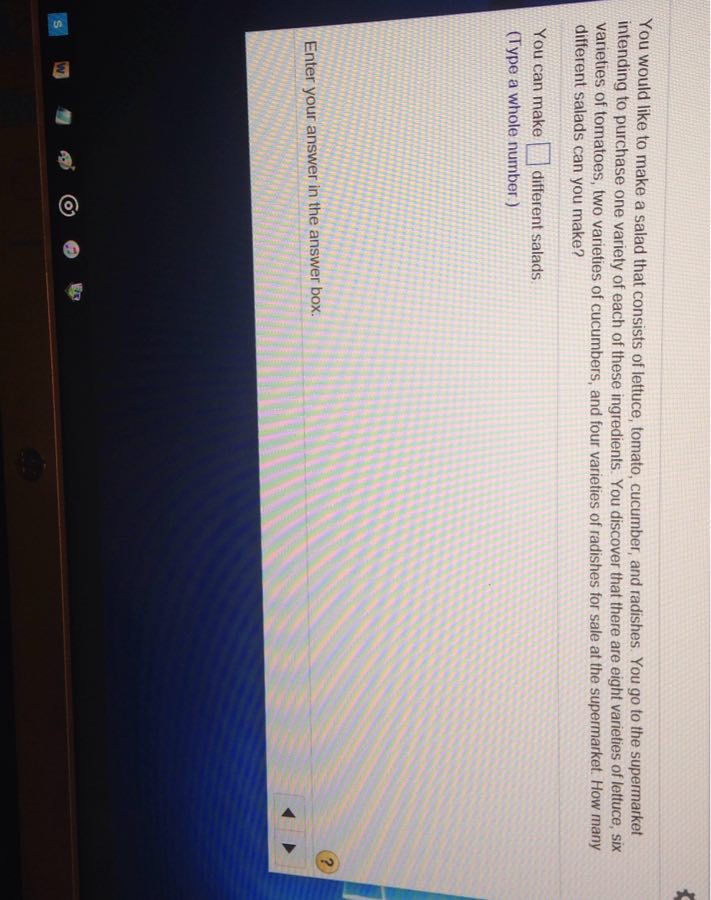 You would like to make a salad that consists of lettuce, tomato, cucumber, and radishes. You go to the supermarket
intending to purchase one variety of each of these ingredients. You discover that there are eight varieties of lettuce, six
varieties of tomatoes, two varieties of cucumbers, and four varieties of radishes for sale at the supermarket. How many
different salads can you make?
You can make different salads.
(Type a whole number.)
Enter your answer in the answer box.
?
S
W